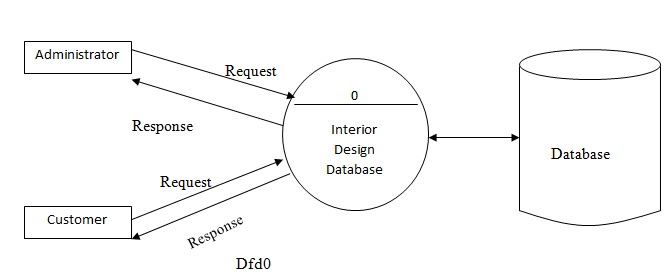 Administrator
Request
0
Response
Interior
Design
Database
Database
Request
Customer
Response
Dfd0